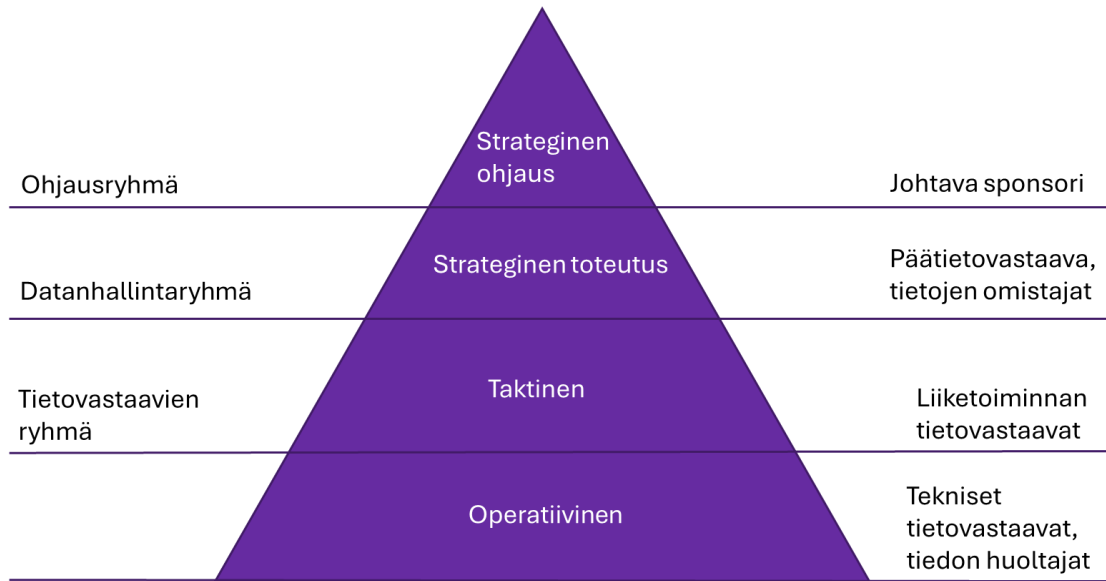 Strateginen
ohjaus
Ohjausryhmä
Johtava sponsori
Strateginen toteutus
Datanhallintaryhmä
Päätietovastaava,
tietojen omistajat
Taktinen
Tietovastaavien
ryhmä
Liiketoiminnan
tietovastaavat
Operatiivinen
Tekniset
tietovastaavat,
tiedon huoltajat